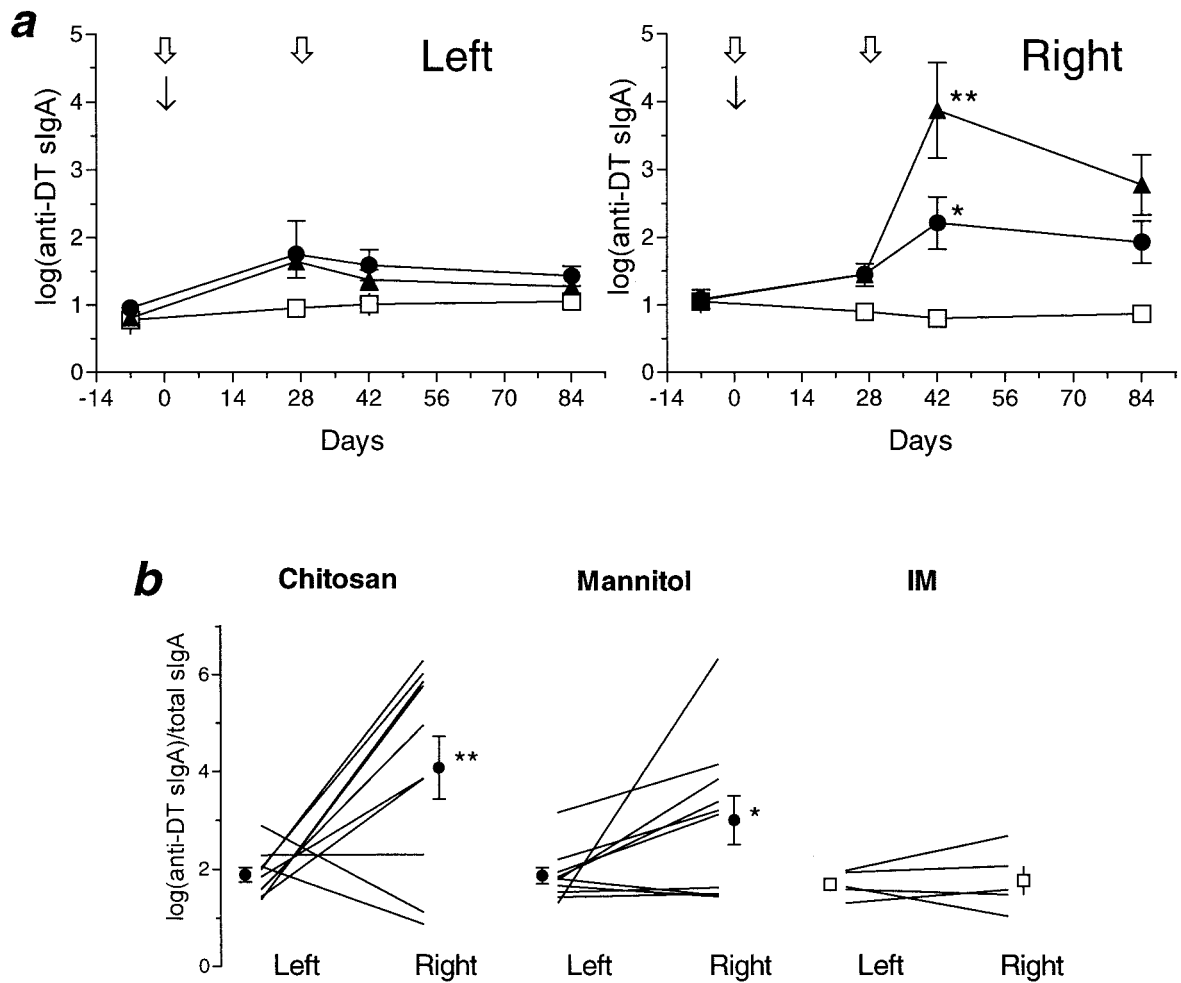 a
Left
Right
log(anti-DT sIgA)
5
4
3
2
1
0
-14 0 14 28 42 56 70 84
Days
log(anti-DT sIgA)
5
4
3
2
1
0
**
*
-14 0 14 28 42 56 70 84
Days
b
Chitosan
Mannitol
IM
log(anti-DT sIgA)/total sIgA
6
4
2
0
**
*
Left Right Left Right Left Right